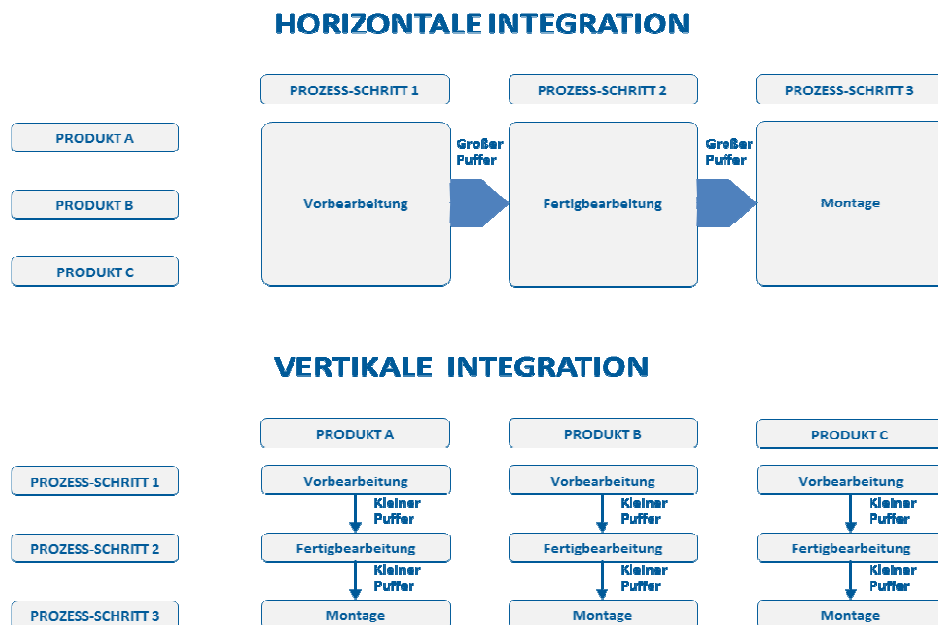 HORIZONTALE INTEGRATION
PROZESS-SCHRITT 1
PROZESS-SCHRITT 2
PROZESS-SCHRITT 3
PRODUKT A
PRODUKT B
PRODUKT C
Vorbearbeitung
Großer
Puffer
Fertigbearbeitung
Großer
Puffer
Montage
VERTIKALE INTEGRATION
PRODUKT A
PRODUKT B
PRODUKT C
PROZESS-SCHRITT 1
Vorbearbeitung
Vorbearbeitung
Vorbearbeitung
Kleiner
Puffer
Kleiner
Puffer
Kleiner
Puffer
PROZESS-SCHRITT 2
Fertigbearbeitung
Fertigbearbeitung
Fertigbearbeitung
Kleiner
Puffer
Kleiner
Puffer
Kleiner
Puffer
PROZESS-SCHRITT 3
Montage
Montage
Montage